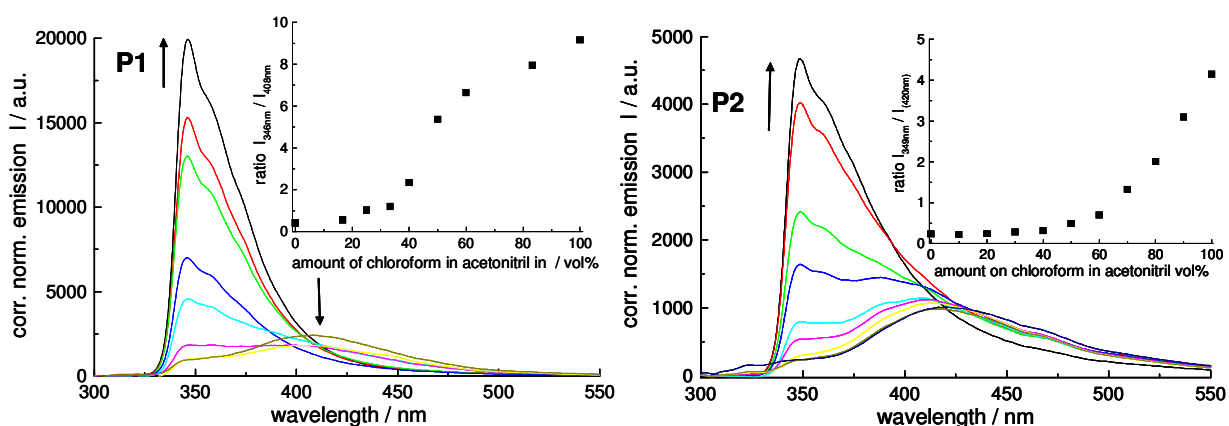 P1
corr. norm. emission I / a.u.
20000
15000
10000
5000
0
300 350 400 450 500 550
wavelength / nm
ratio I346nm / I408nm
10
8
6
4
2
0
0 20 40 60 80 100
amount of chloroform in acetonitril in / vol%
P2
corr. norm. emission I / a.u.
5000
4000
3000
2000
1000
0
300 350 400 450 500 550
wavelength / nm
ratio I349nm / I(420nm)
5
4
3
2
1
0
0 20 40 60 80 100
amount on chloroform in acetonitril vol%